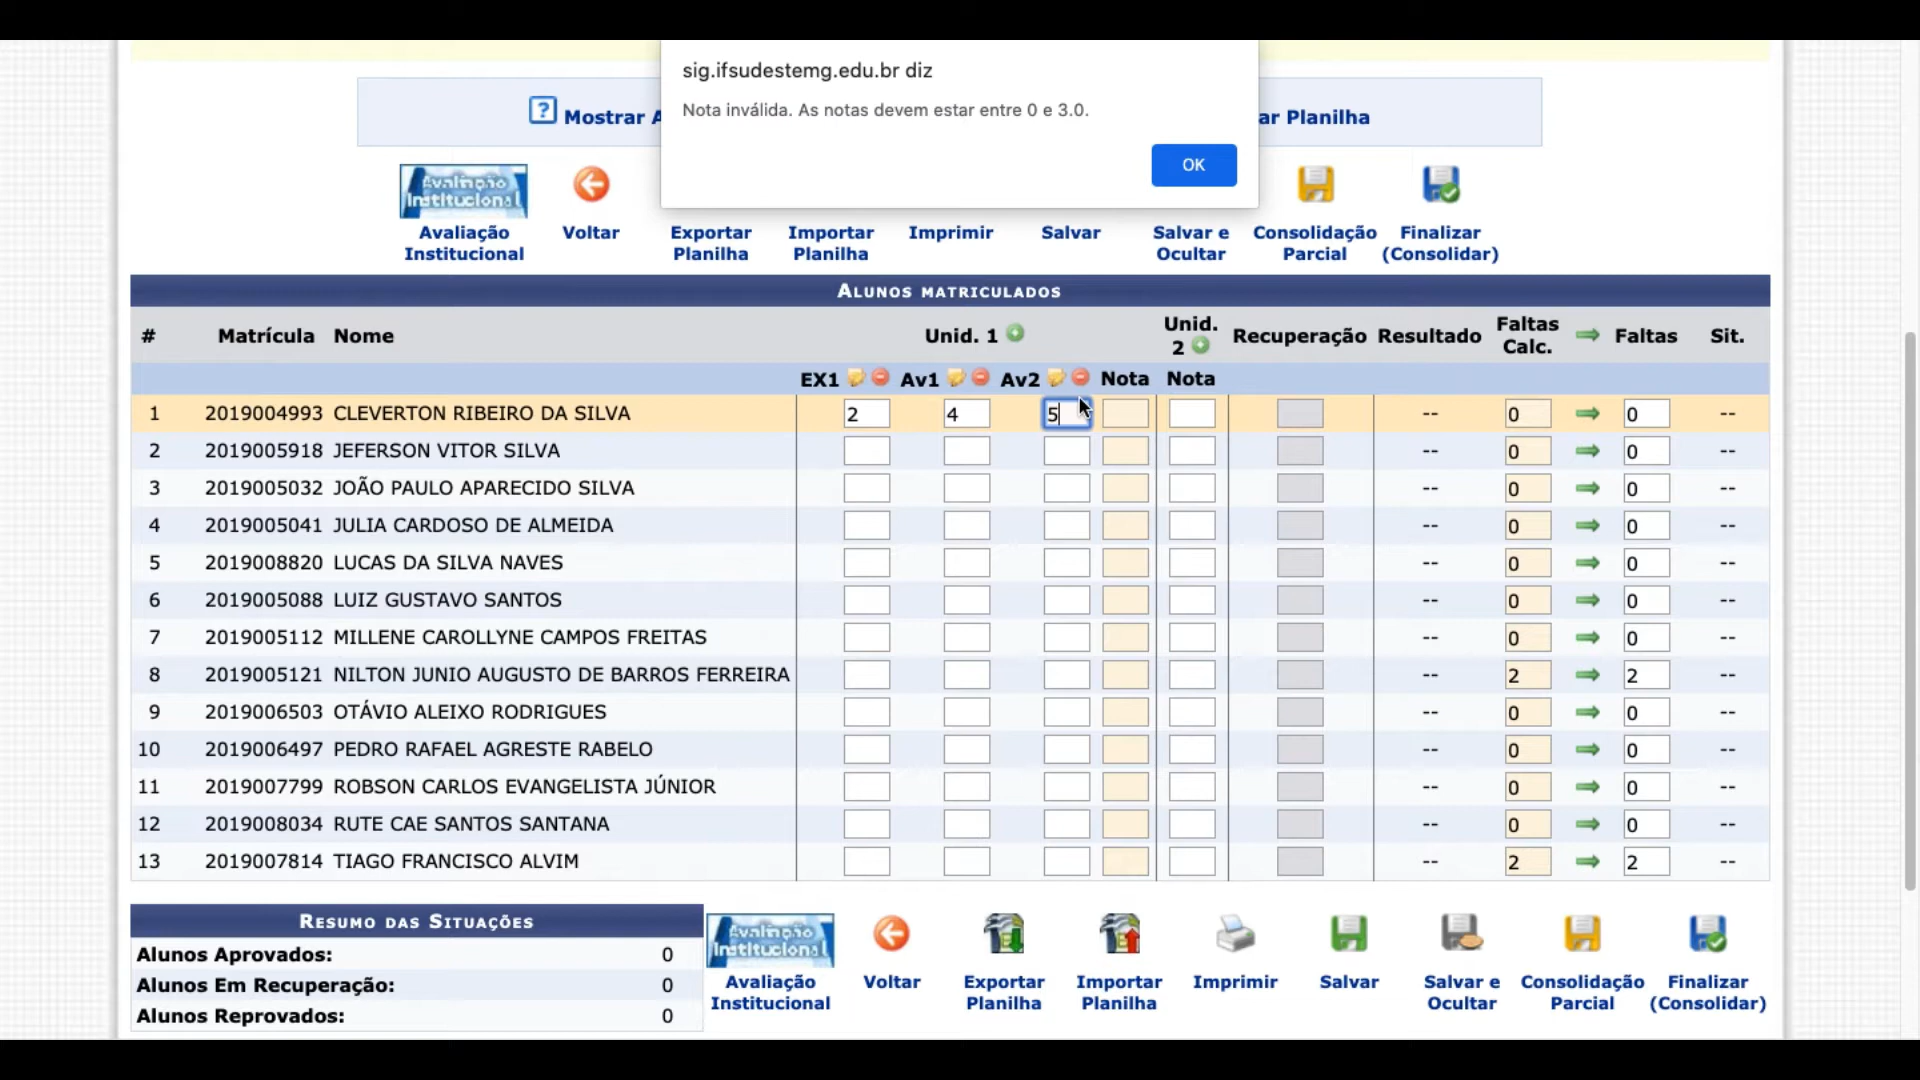 sig.ifsudestemg.edu.br diz
Nota inválida. As notas devem estar entre 0 e 3.0.
OK
? Mostrar A
ar Planilha
Avaliação Institucional
Avaliação Institucional
Voltar
Exportar Planilha
Importar Planilha
Imprimir
Salvar
Salvar e Ocultar
Consolidação Parcial
Finalizar (Consolidar)
ALUNOS MATRICULADOS
# Matrícula Nome Unid. 1 Unid. 2 Recuperação Resultado Faltas Calc. Faltas Sit.
EX1 Av1 Av2 Nota Nota
1 2019004993 CLEVERTON RIBEIRO DA SILVA 2 4 5 -- 0 0 --
2 2019005918 JEFERSON VITOR SILVA -- 0 0 --
3 2019005032 JOÃO PAULO APARECIDO SILVA -- 0 0 --
4 2019005041 JULIA CARDOSO DE ALMEIDA -- 0 0 --
5 2019008820 LUCAS DA SILVA NAVES -- 0 0 --
6 2019005088 LUIZ GUSTAVO SANTOS -- 0 0 --
7 2019005112 MILLENE CAROLLYNE CAMPOS FREITAS -- 0 0 --
8 2019005121 NILTON JUNIO AUGUSTO DE BARROS FERREIRA -- 2 2 --
9 2019006503 OTÁVIO ALEIXO RODRIGUES -- 0 0 --
10 2019006497 PEDRO RAFAEL AGRESTE RABELO -- 0 0 --
11 2019007799 ROBSON CARLOS EVANGELISTA JÚNIOR -- 0 0 --
12 2019008034 RUTE CAE SANTOS SANTANA -- 0 0 --
13 2019007814 TIAGO FRANCISCO ALVIM -- 2 2 --
RESUMO DAS SITUAÇÕES
Alunos Aprovados: 0
Alunos Em Recuperação: 0
Alunos Reprovados: 0
Avaliação Institucional
Avaliação Institucional
Voltar
Exportar Planilha
Importar Planilha
Imprimir
Salvar
Salvar e Ocultar
Consolidação Parcial
Finalizar (Consolidar)